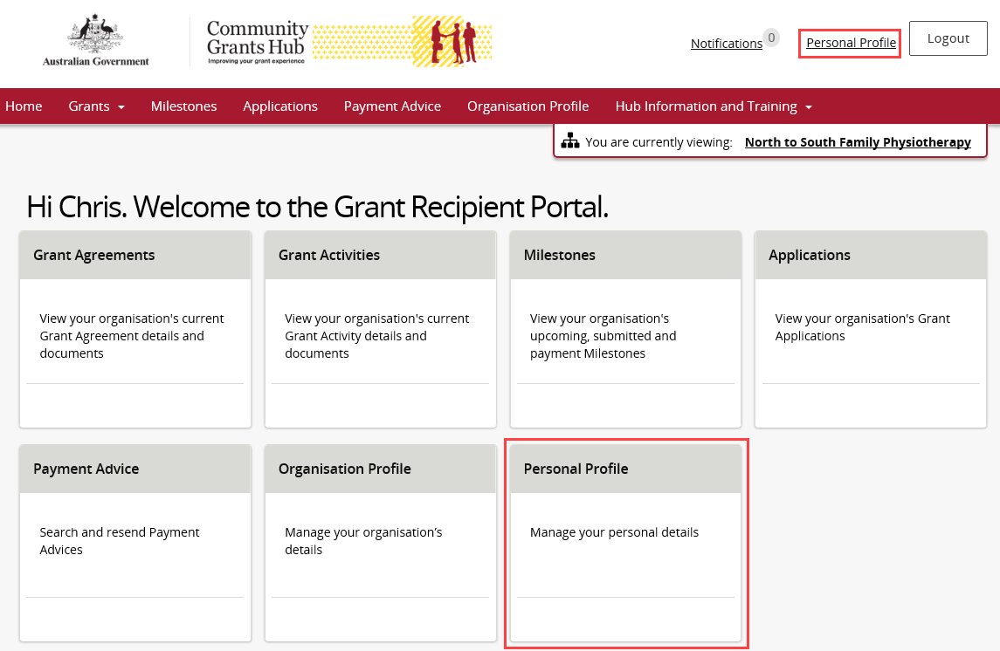 Australian Government
Community
Grants Hub
Improving your grant experience
Notifications 0
Personal Profile
Logout
Home Grants Milestones Applications Payment Advice Organisation Profile Hub Information and Training
You are currently viewing: North to South Family Physiotherapy
Hi Chris. Welcome to the Grant Recipient Portal.
Grant Agreements
View your organisation's current
Grant Agreement details and
documents
Grant Activities
View your organisation's current
Grant Activity details and
documents
Milestones
View your organisation's
upcoming, submitted and
payment Milestones
Applications
View your organisation's Grant
Applications
Payment Advice
Search and resend Payment
Advices
Organisation Profile
Manage your organisation’s
details
Personal Profile
Manage your personal details